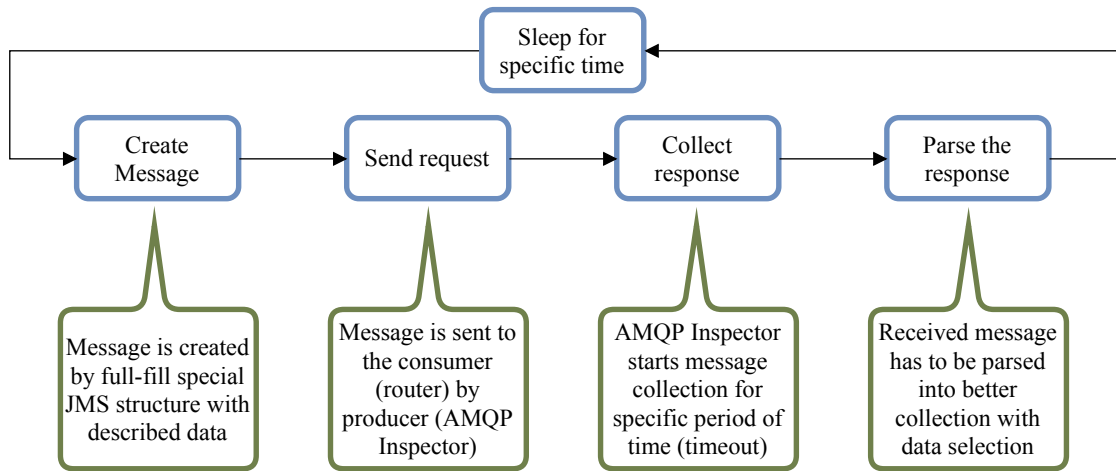 Sleep for
specific time
Create
Message
Send request
Collect
response
Parse the
response
Message is created
by full-fill special
JMS structure with
described data
Message is sent to
the consumer
(router) by
producer (AMQP
Inspector)
AMQP Inspector
starts message
collection for
specific period of
time (timeout)
Received message
has to be parsed
into better
collection with
data selection